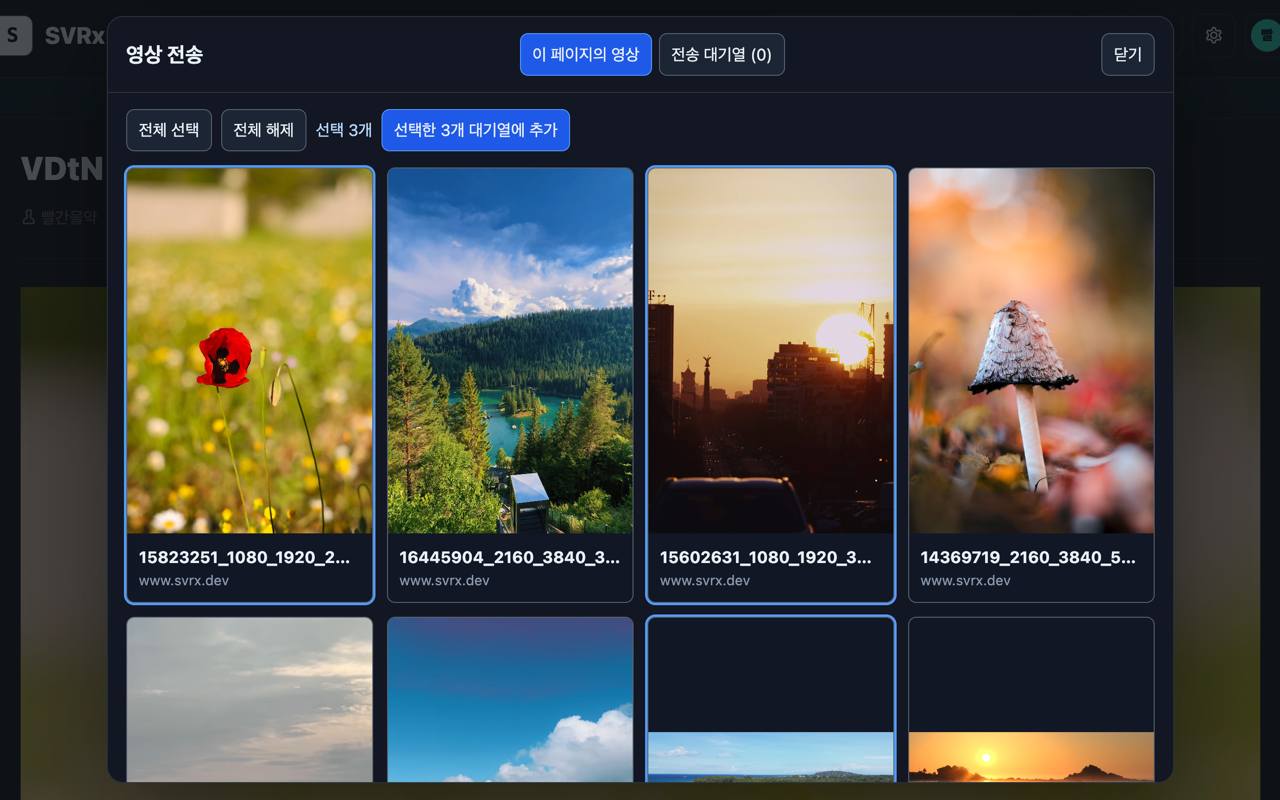 S SVRx
영상 전송
이 페이지의 영상
전송 대기열 (0)
닫기
빨
전체 선택
전체 해제
선택 3개
선택한 3개 대기열에 추가
VDtN
빨간물약
15823251_1080_1920_2...
www.svrx.dev
16445904_2160_3840_3...
www.svrx.dev
15602631_1080_1920_3...
www.svrx.dev
14369719_2160_3840_5...
www.svrx.dev